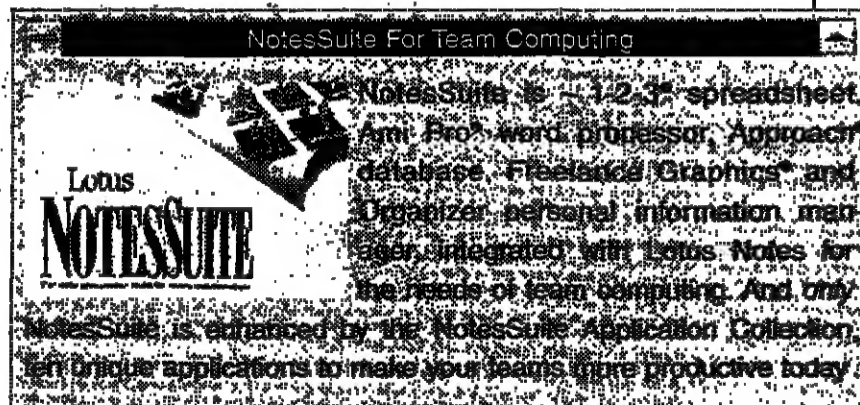 NotesSuite For Team Computing
NotesSuite is – 1-2-3® spreadsheet,
Ami Pro® word processor, Approach
database, Freelance Graphics® and
Organizer personal information man-
ager, integrated with Lotus Notes for
the needs of team computing. And only
Lotus
NOTESSUITE
NotesSuite is enhanced by the NotesSuite Application Collection,
ten unique applications to make your teams more productive today.